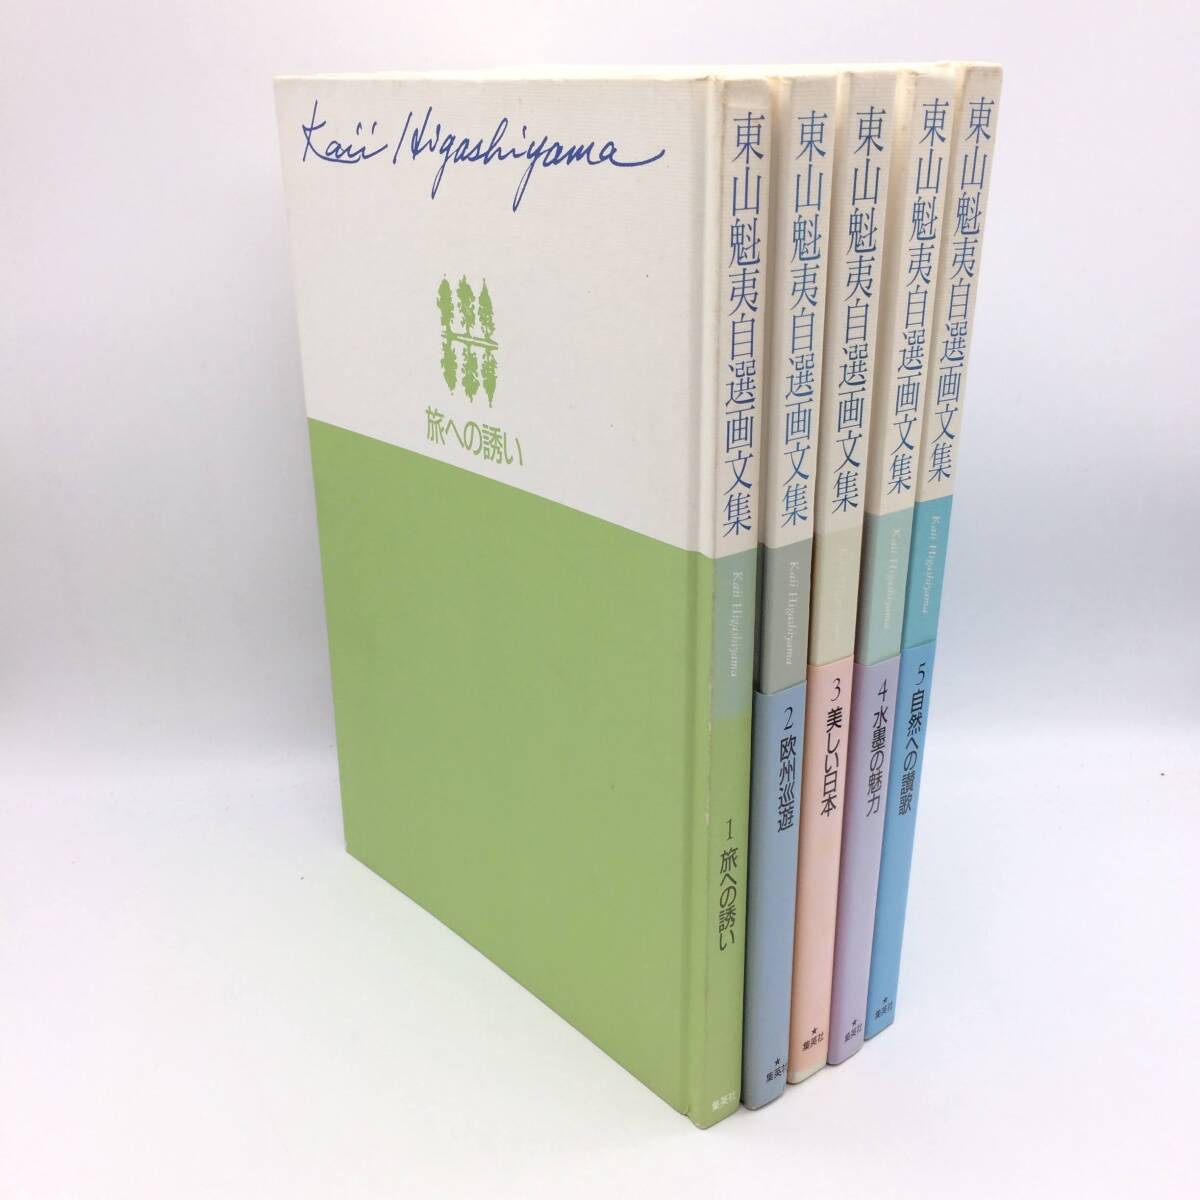 Kaii Higashiyama
旅への誘い
東山魁夷自選画文集
Kaii Higashiyama
1 旅への誘い
集英社
東山魁夷自選画文集
Kaii Higashiyama
2 欧州巡遊
★
集英社
東山魁夷自選画文集
3 美しい日本
★
集英社
東山魁夷自選画文集
Kaii Higashiyama
4 水墨の魅力
★
集英社
東山魁夷自選画文集
Kaii Higashiyama
5 自然への讃歌
★
集英社